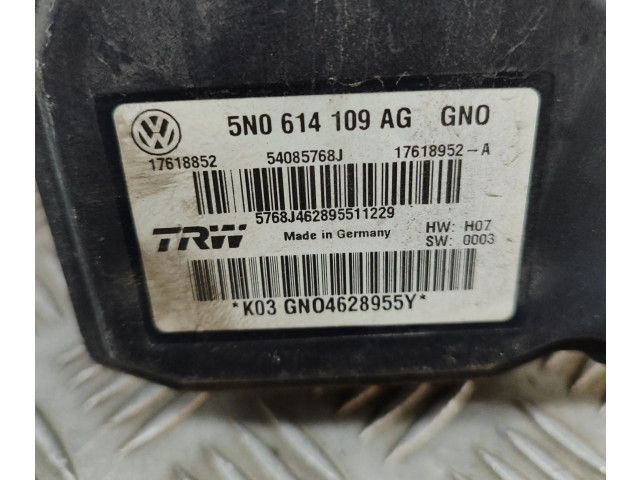 5N0 614 109 AG GNO
17618852 54085768J 17618952-A
5768J462895511229
TRW Made in Germany HW: H07
SW: 0003
*K03 GNO4628955Y*